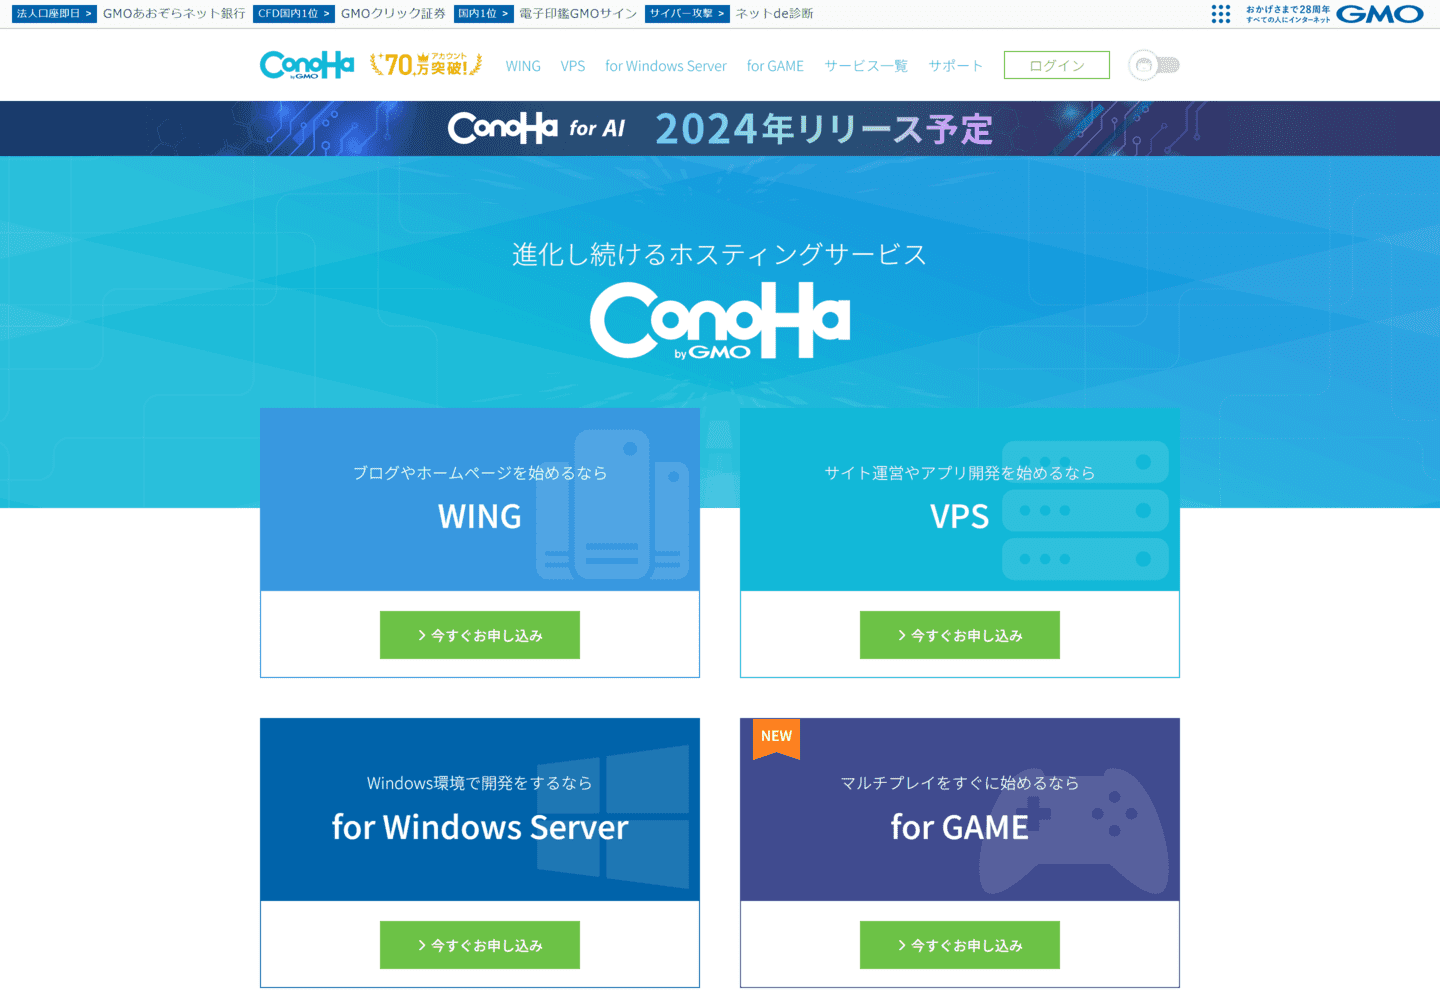 法人口座即日 > GMOあおぞらネット銀行 CFD国内1位 > GMOクリック証券 国内1位 > 電子印鑑GMOサイン サイバー攻撃 > ネットde診断
おかげさまで28周年
すべての人にインターネット
GMO
ConoHa by GMO
アカウント
70万突破!
WING VPS for Windows Server for GAME サービス一覧 サポート ログイン
ConoHa for AI 2024年リリース予定
進化し続けるホスティングサービス
ConoHa
by GMO
ブログやホームページを始めるなら
WING
> 今すぐお申し込み
サイト運営やアプリ開発を始めるなら
VPS
> 今すぐお申し込み
Windows環境で開発をするなら
for Windows Server
> 今すぐお申し込み
NEW
マルチプレイをすぐに始めるなら
for GAME
> 今すぐお申し込み